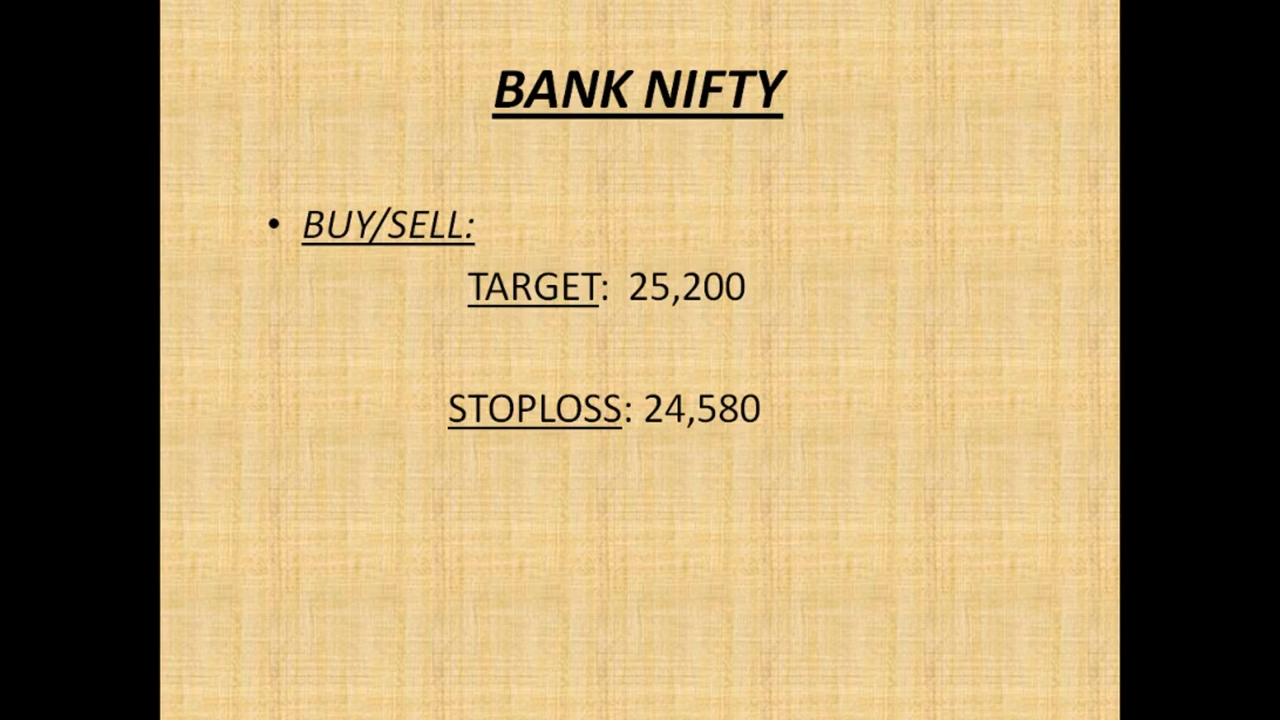 BANK NIFTY
• BUY/SELL:
TARGET: 25,200
STOPLOSS: 24,580